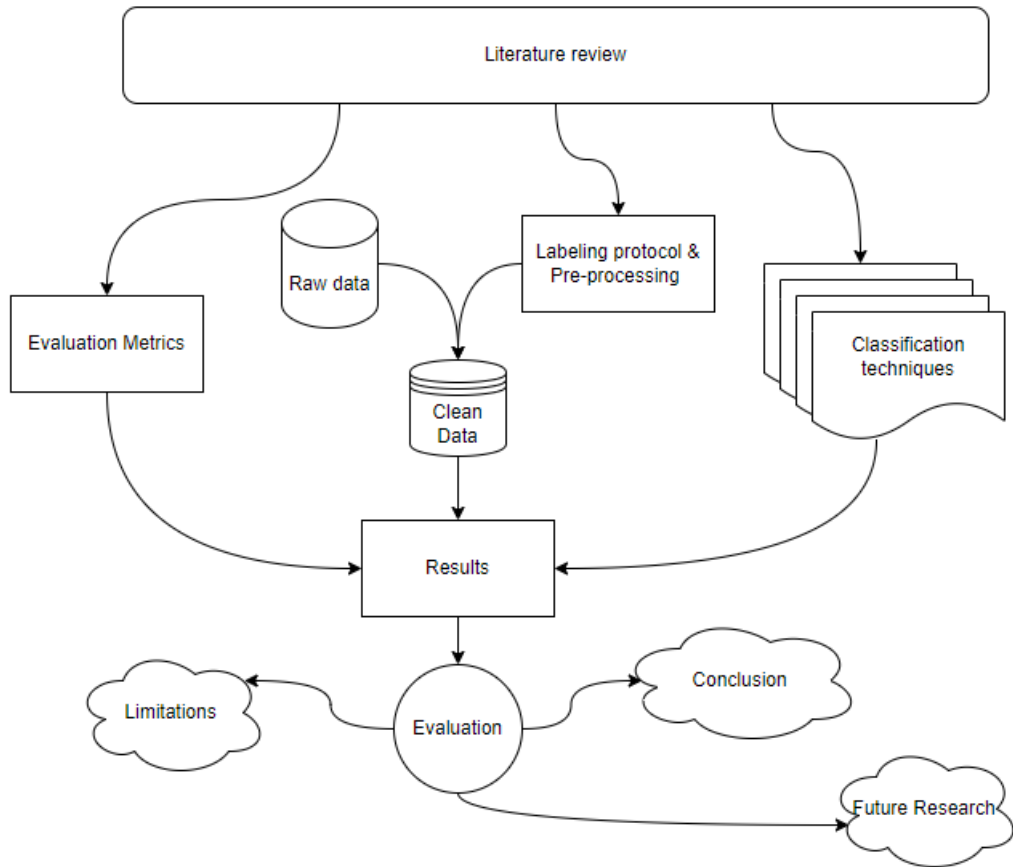 Literature review
Labeling protocol &
Pre-processing
Raw data
Evaluation Metrics
Classification
techniques
Clean
Data
Results
Conclusion
Limitations
Evaluation
Future Research